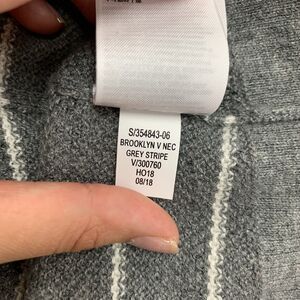 S/354843-06
BROOKLYN V NEC
GREY STRIPE
V/300760
HO18
08/18